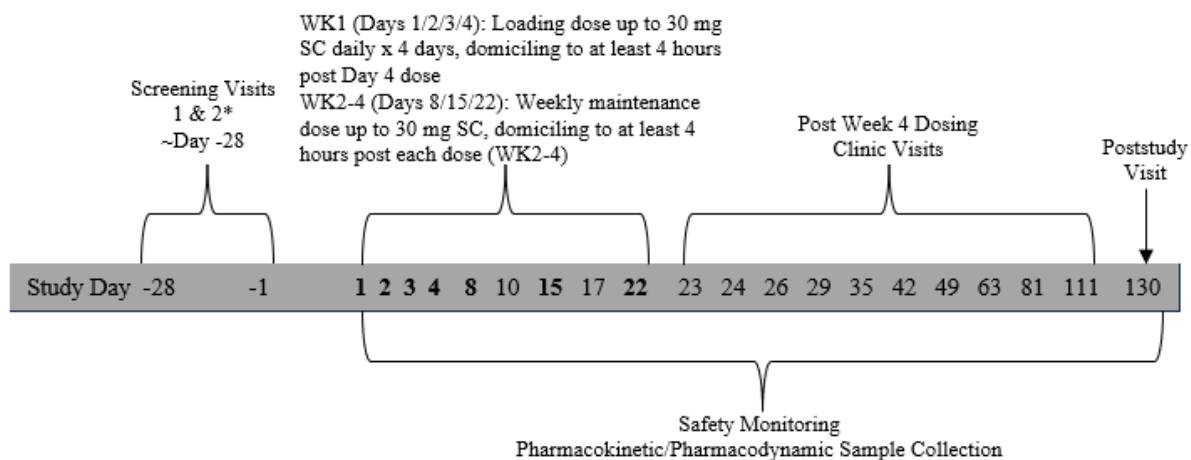 WK1 (Days 1/2/3/4): Loading dose up to 30 mg
SC daily x 4 days, domiciling to at least 4 hours
post Day 4 dose
WK2-4 (Days 8/15/22): Weekly maintenance
dose up to 30 mg SC, domiciling to at least 4
hours post each dose (WK2-4)
Screening Visits
1 & 2*
~Day -28
Post Week 4 Dosing
Clinic Visits
Poststudy
Visit
Study Day -28 -1 1 2 3 4 8 10 15 17 22 23 24 26 29 35 42 49 63 81 111 130
Safety Monitoring
Pharmacokinetic/Pharmacodynamic Sample Collection